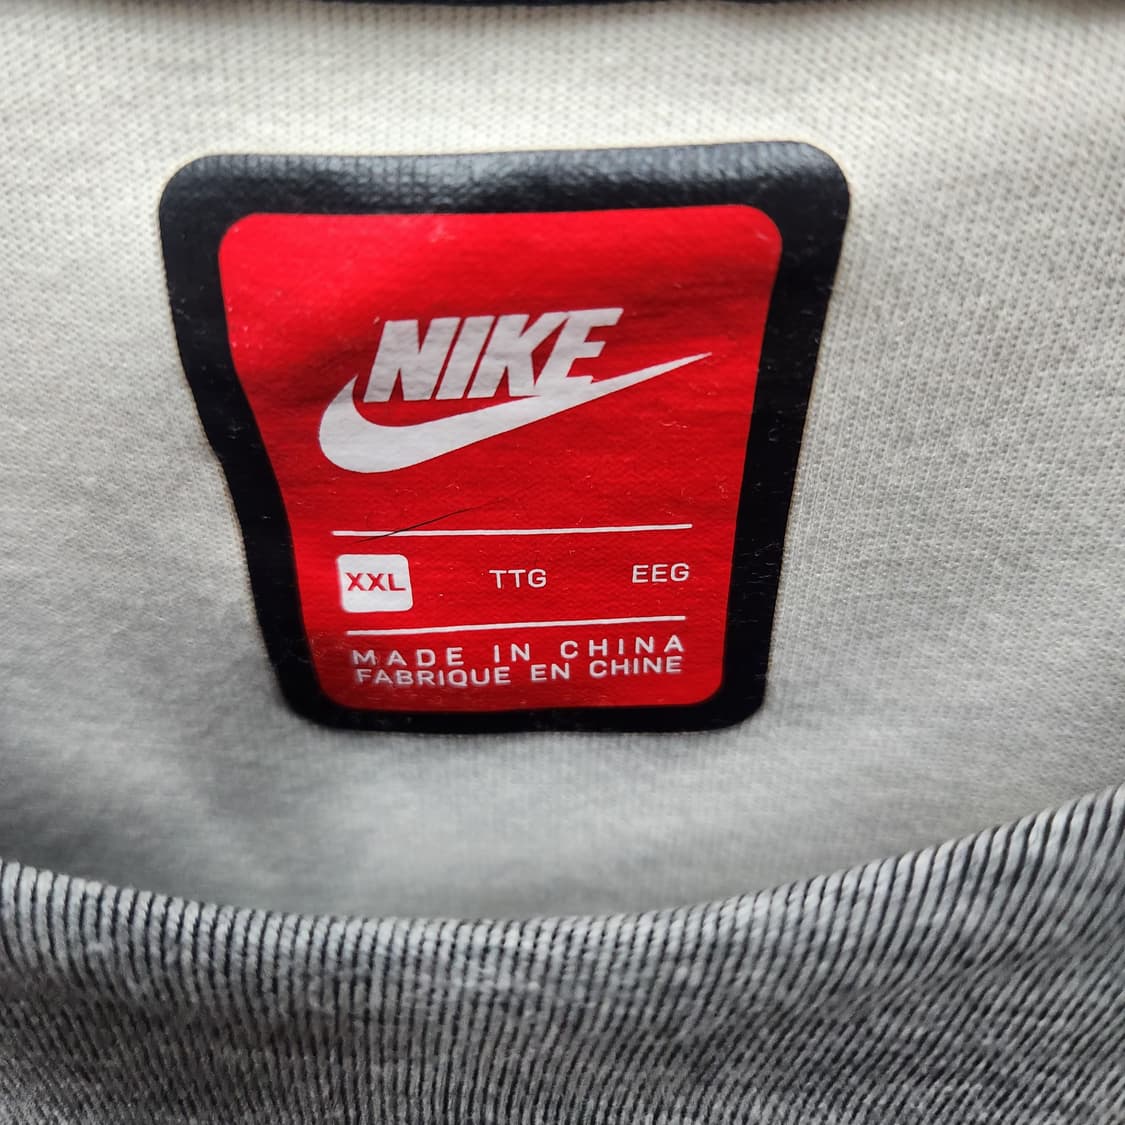 NIKE
XXL TTG EEG
MADE IN CHINA
FABRIQUE EN CHINE